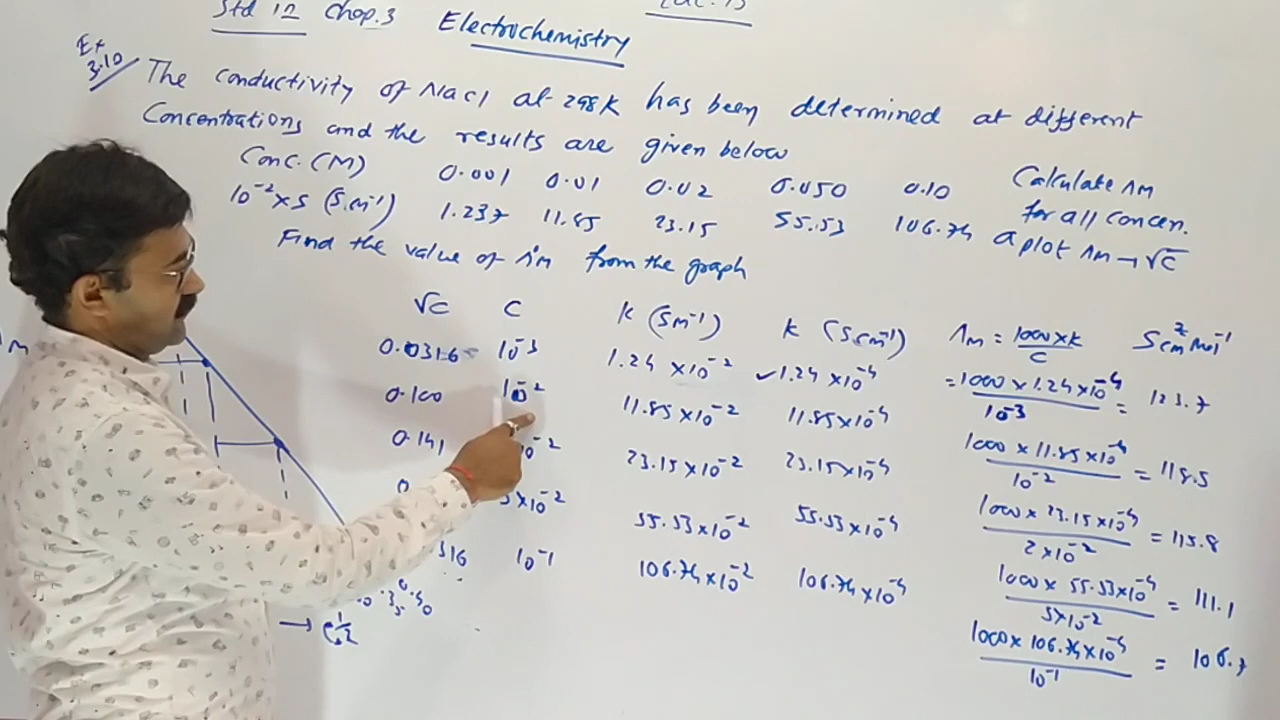 Std 12 Chap.3 Electrochemistry
Ex 3.10
The conductivity of NaCl at 298K has been determined at different
Concentrations and the results are given below
Conc. (M) 0.001 0.01 0.02 0.050 0.10 Calculate Λm
10⁻² × S (S.m⁻¹) 1.237 11.85 23.15 55.53 106.74 for all concen.
a plot Λm → √C
Find the value of Λ°m from the graph
√C C K (Sm⁻¹) K (S cm⁻¹) Λm = 1000×K / C S cm² mol⁻¹
0.0316 10⁻³ 1.24×10⁻² ✓1.24×10⁻⁴ = 1000×1.24×10⁻⁴ / 10⁻³ = 123.7
0.100 10⁻² 11.85×10⁻² 11.85×10⁻⁴ 1000×11.85×10⁻⁴ / 10⁻² = 118.5
0.141 23.15×10⁻² 23.15×10⁻⁴ 1000×23.15×10⁻⁴ / 2×10⁻² = 115.8
5×10⁻² 55.53×10⁻² 55.53×10⁻⁴ 1000×55.53×10⁻⁴ / 5×10⁻² = 111.1
316 10⁻¹ 106.74×10⁻² 106.74×10⁻⁴ 1000×106.74×10⁻⁴ / 10⁻¹ = 106.7
→ C½